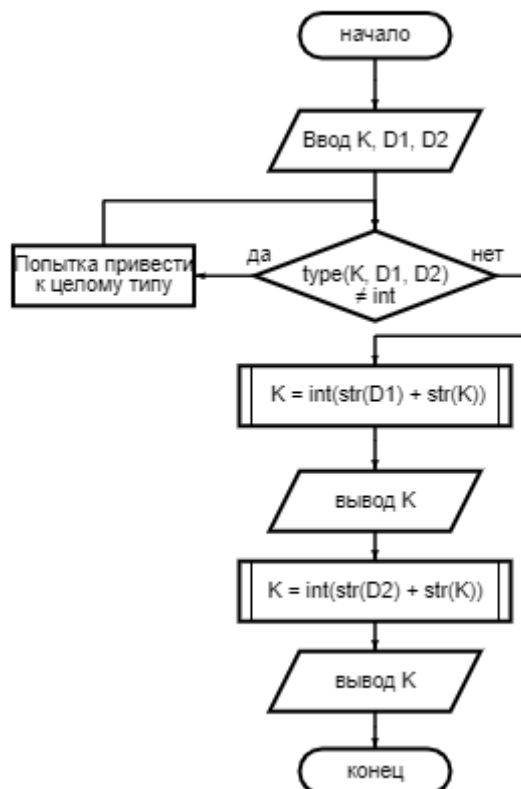 начало
Ввод K, D1, D2
да
нет
type(K, D1, D2)
≠ int
Попытка привести
к целому типу
K = int(str(D1) + str(K))
вывод K
K = int(str(D2) + str(K))
вывод K
конец